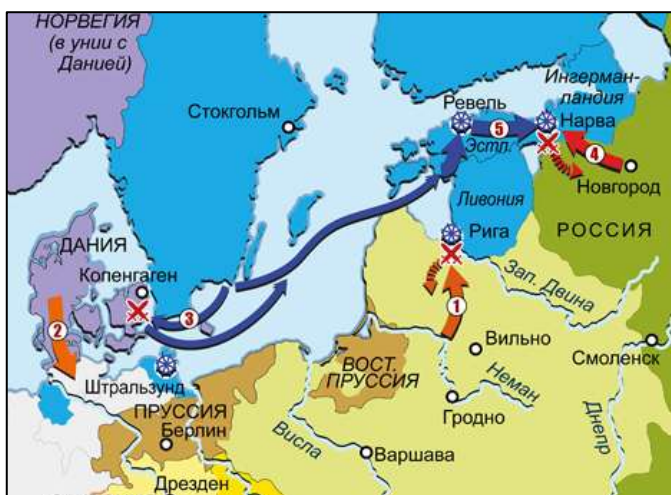 НОРВЕГИЯ
(в унии с
Данией)
Стокгольм
Ревель
Ингерман-
ландия
Нарва
5
Эстл.
4
Новгород
Ливония
РОССИЯ
Рига
ДАНИЯ
Копенгаген
3
2
1
Зап. Двина
Вильно
Смоленск
Штральзунд
ВОСТ.
ПРУССИЯ
Неман
ПРУССИЯ
Берлин
Гродно
Днепр
Висла
Варшава
Дрезден